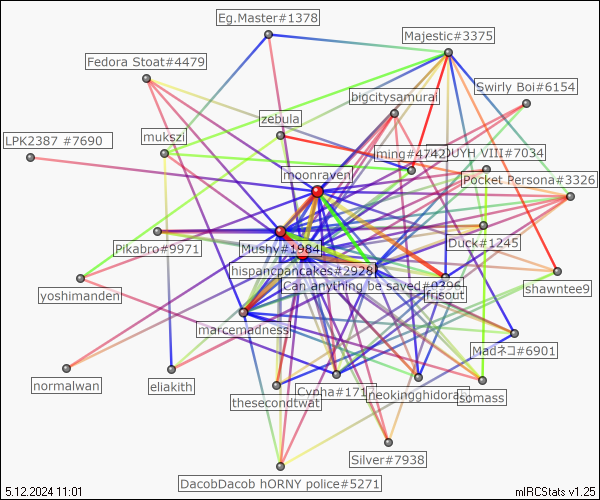 Eg.Master#1378
Majestic#3375
Fedora Stoat#4479
Swirly Boi#6154
bigcitysamurai
zebula
LPK2387 #7690
mukszi
ming#4742
UYH VIII#7034
moonraven
Pocket Persona#3326
Pikabro#9971
Mushy#1984
Duck#1245
hispanicpancakes#2928
Can anything be saved#0396
yoshimanden
frisout
shawntee9
marcemadness
Madネコ#6901
normalwan
eliakith
thesecondtwat
Cypha#171
neokingghidora
somass
Silver#7938
DacobDacob hORNY police#5271
5.12.2024 11:01
mIRCStats v1.25